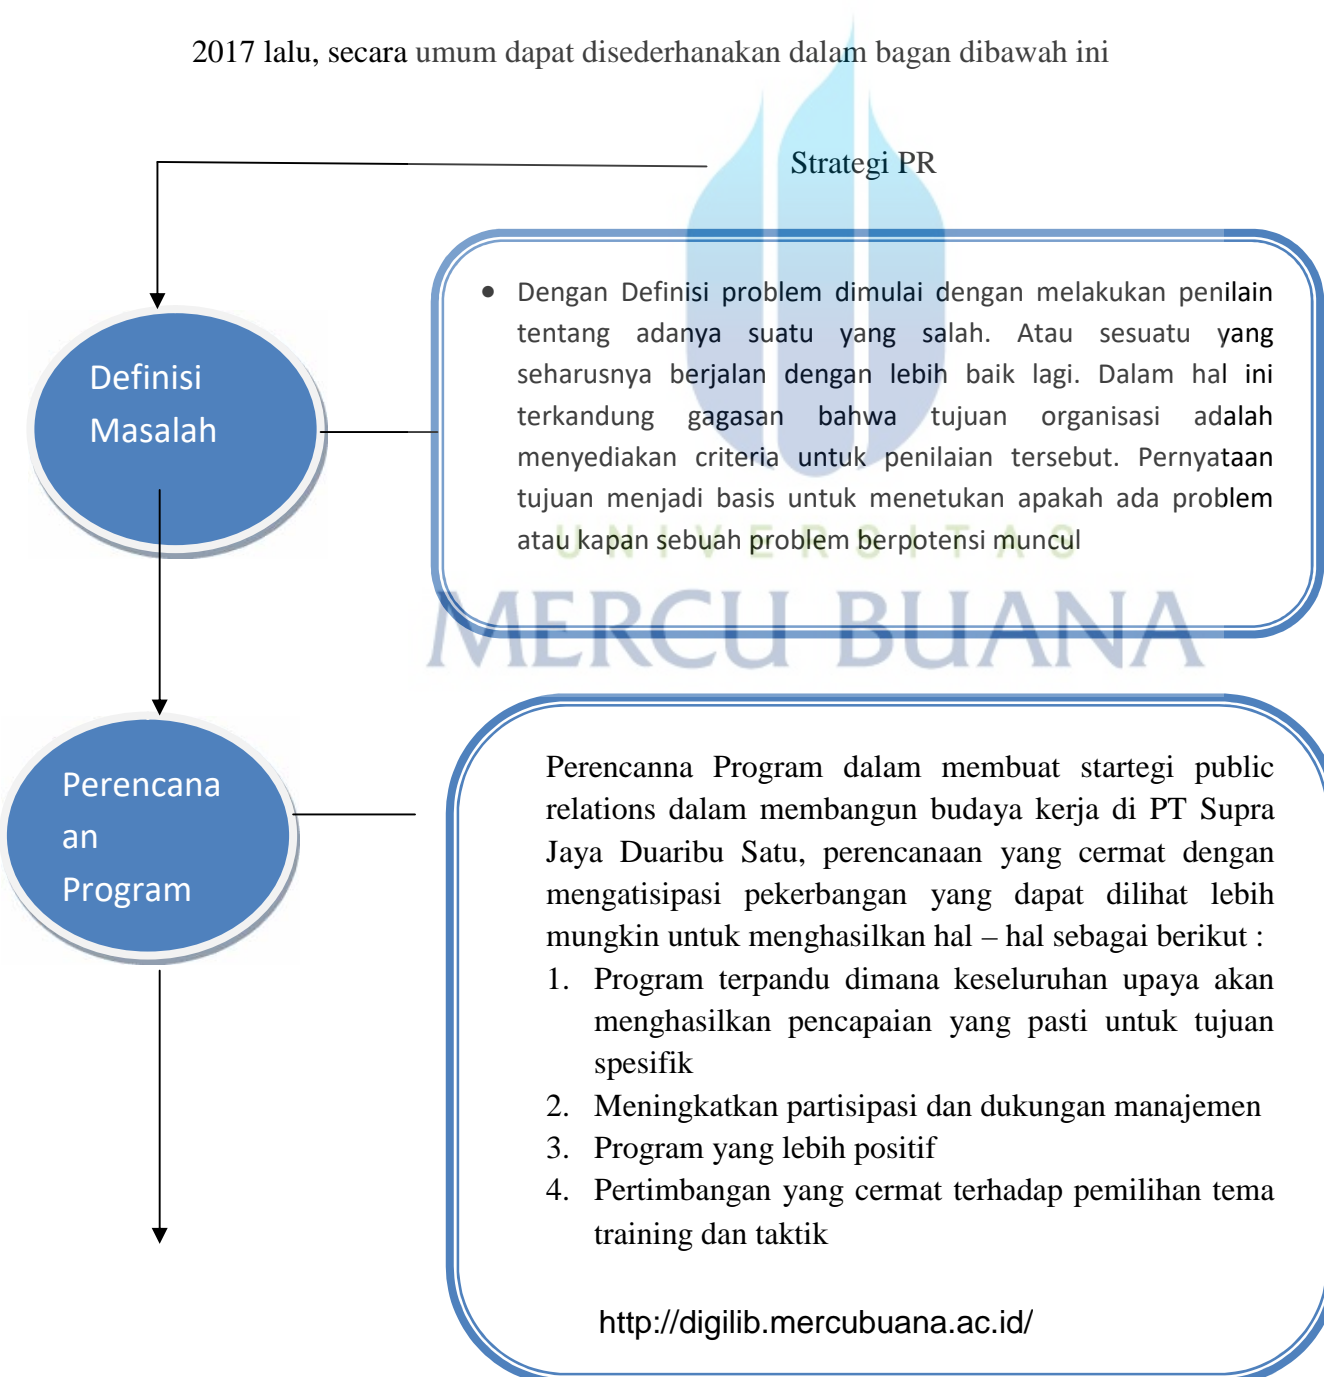 2017 lalu, secara umum dapat disederhanakan dalam bagan dibawah ini
Strategi PR
Definisi
Masalah
• Dengan Definisi problem dimulai dengan melakukan penilain
tentang adanya suatu yang salah. Atau sesuatu yang
seharusnya berjalan dengan lebih baik lagi. Dalam hal ini
terkandung gagasan bahwa tujuan organisasi adalah
menyediakan criteria untuk penilaian tersebut. Pernyataan
tujuan menjadi basis untuk menetukan apakah ada problem
atau kapan sebuah problem berpotensi muncul
UNIVERSITAS
MERCU BUANA
Perencana
an
Program
Perencanna Program dalam membuat startegi public
relations dalam membangun budaya kerja di PT Supra
Jaya Duaribu Satu, perencanaan yang cermat dengan
mengatisipasi pekerbangan yang dapat dilihat lebih
mungkin untuk menghasilkan hal – hal sebagai berikut :
1. Program terpandu dimana keseluruhan upaya akan
menghasilkan pencapaian yang pasti untuk tujuan
spesifik
2. Meningkatkan partisipasi dan dukungan manajemen
3. Program yang lebih positif
4. Pertimbangan yang cermat terhadap pemilihan tema
training dan taktik
http://digilib.mercubuana.ac.id/